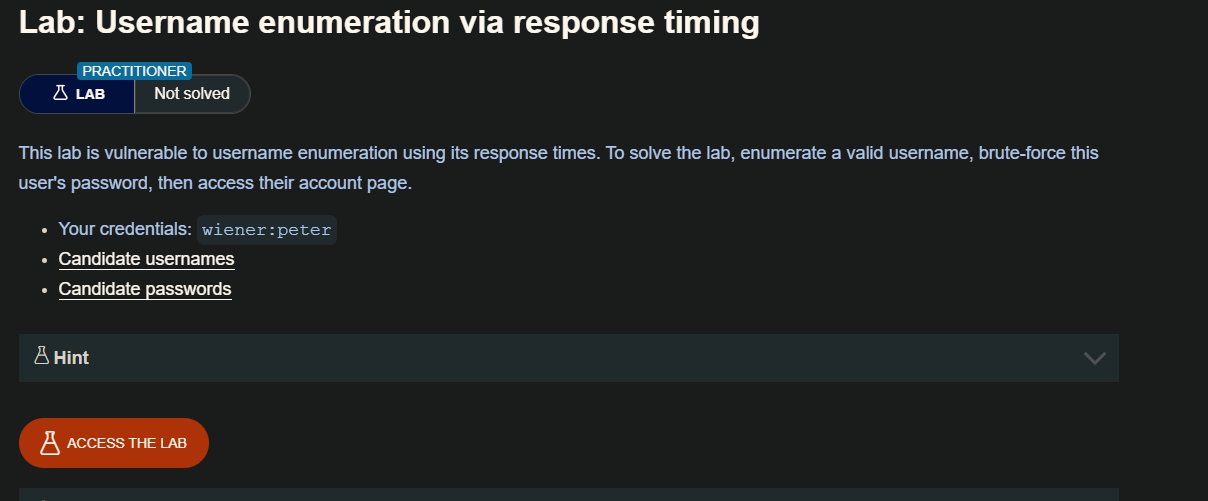 Lab: Username enumeration via response timing
PRACTITIONER
LAB Not solved
This lab is vulnerable to username enumeration using its response times. To solve the lab, enumerate a valid username, brute-force this
user's password, then access their account page.
Your credentials: wiener:peter
Candidate usernames
Candidate passwords
Hint
ACCESS THE LAB